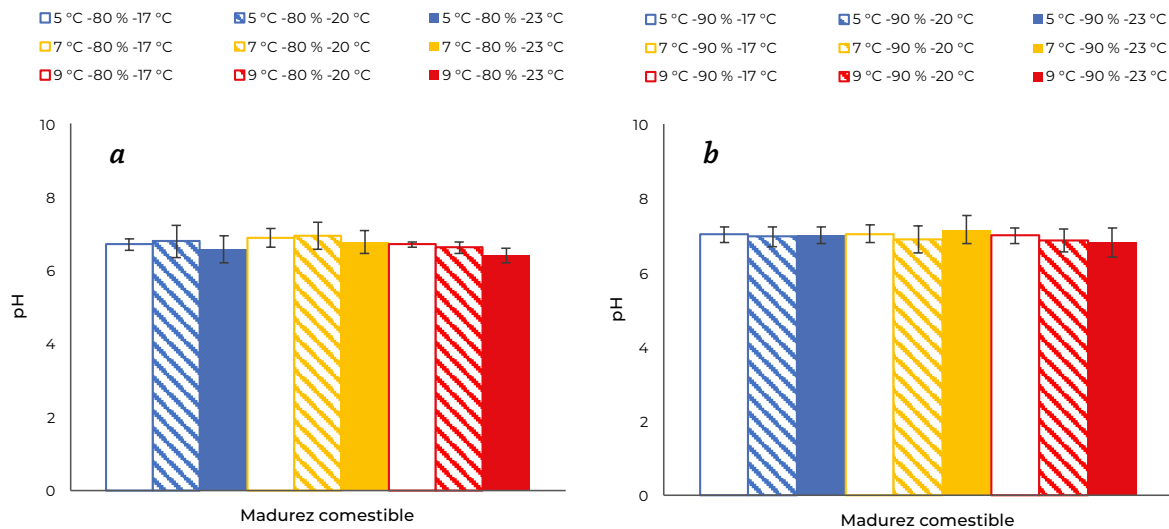 5 °C -80 % -17 °C 5 °C -80 % -20 °C 5 °C -80 % -23 °C
7 °C -80 % -17 °C 7 °C -80 % -20 °C 7 °C -80 % -23 °C
9 °C -80 % -17 °C 9 °C -80 % -20 °C 9 °C -80 % -23 °C
a
pH
10
8
6
4
2
0
Madurez comestible
5 °C -90 % -17 °C 5 °C -90 % -20 °C 5 °C -90 % -23 °C
7 °C -90 % -17 °C 7 °C -90 % -20 °C 7 °C -90 % -23 °C
9 °C -90 % -17 °C 9 °C -90 % -20 °C 9 °C -90 % -23 °C
b
pH
10
8
6
4
2
0
Madurez comestible